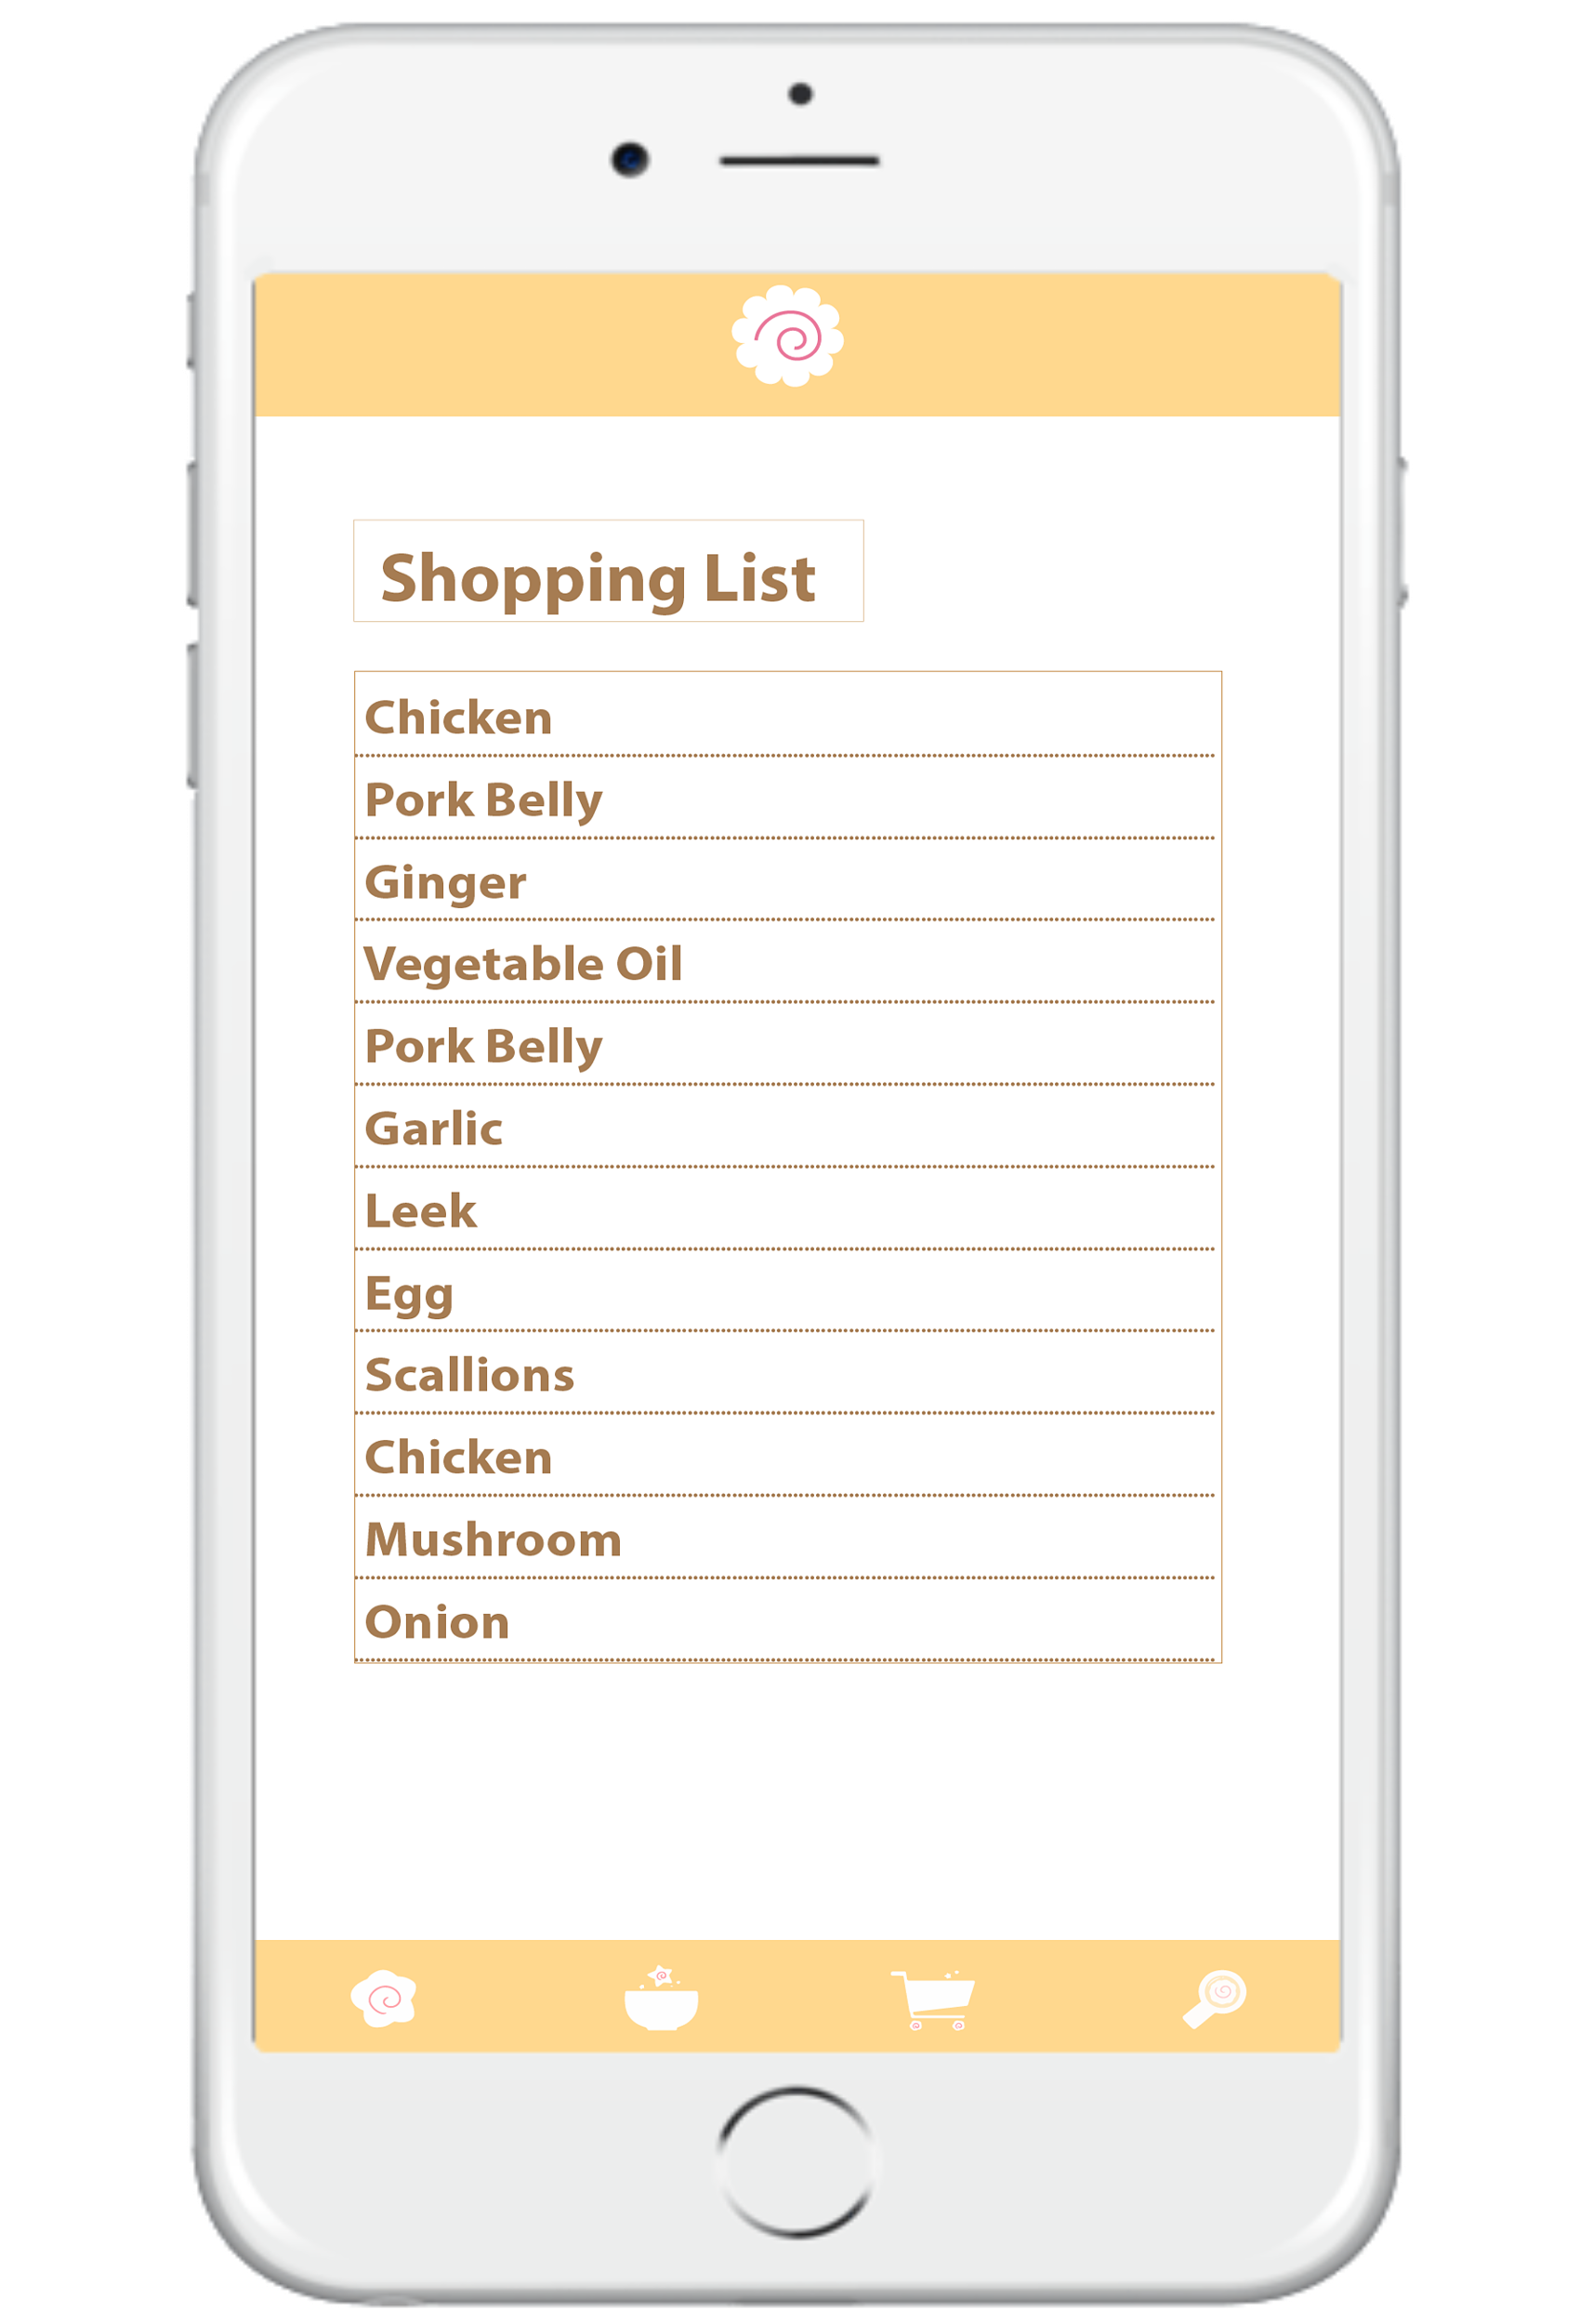 Shopping List
Chicken
Pork Belly
Ginger
Vegetable Oil
Pork Belly
Garlic
Leek
Egg
Scallions
Chicken
Mushroom
Onion